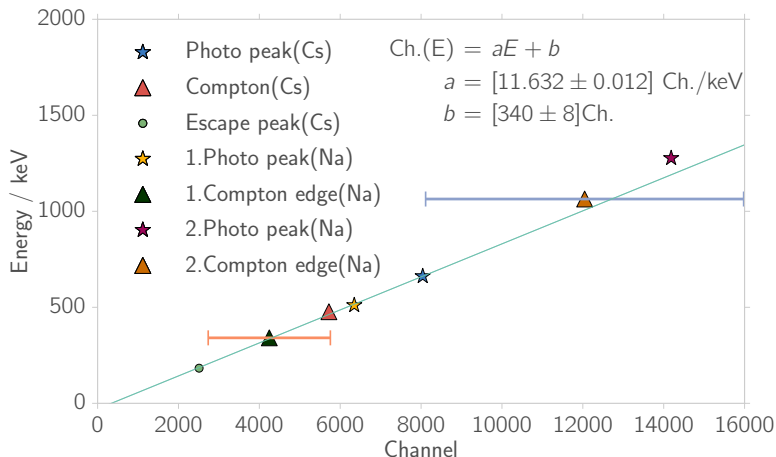 2000
1500
1000
500
0
Energy / keV
Photo peak(Cs)
Compton(Cs)
Escape peak(Cs)
1.Photo peak(Na)
1.Compton edge(Na)
2.Photo peak(Na)
2.Compton edge(Na)
Ch.(E) = aE + b
a = [11.632 ± 0.012] Ch./keV
b = [340 ± 8]Ch.
0 2000 4000 6000 8000 10000 12000 14000 16000
Channel